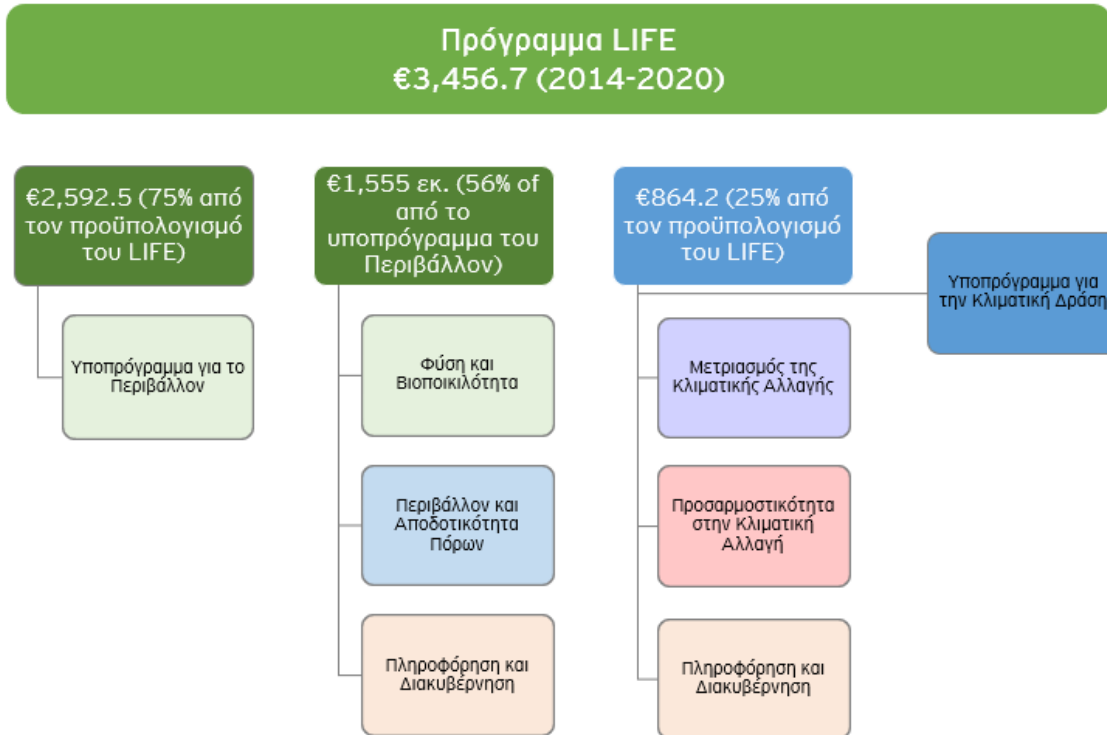 Πρόγραμμα LIFE
€3,456.7 (2014-2020)
€2,592.5 (75% από
τον προϋπολογισμό
του LIFE)
Υποπρόγραμμα για το
Περιβάλλον
€1,555 εκ. (56% of
από το
υποπρόγραμμα του
Περιβάλλον)
Φύση και
Βιοποικιλότητα
Περιβάλλον και
Αποδοτικότητα
Πόρων
Πληροφόρηση και
Διακυβέρνηση
€864.2 (25% από
τον προϋπολογισμό
του LIFE)
Υποπρόγραμμα για
την Κλιματική Δράση
Μετριασμός της
Κλιματικής Αλλαγής
Προσαρμοστικότητα
στην Κλιματική
Αλλαγή
Πληροφόρηση και
Διακυβέρνηση